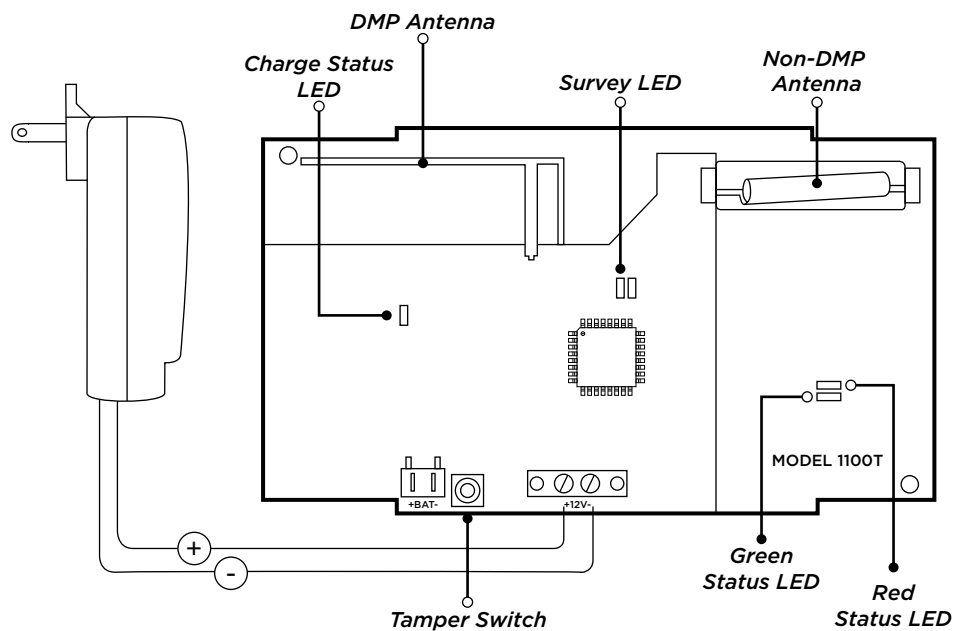 DMP Antenna
Charge Status
LED
Survey LED
Non-DMP
Antenna
MODEL 1100T
+BAT-
+12V-
+
-
Green
Status LED
Red
Status LED
Tamper Switch